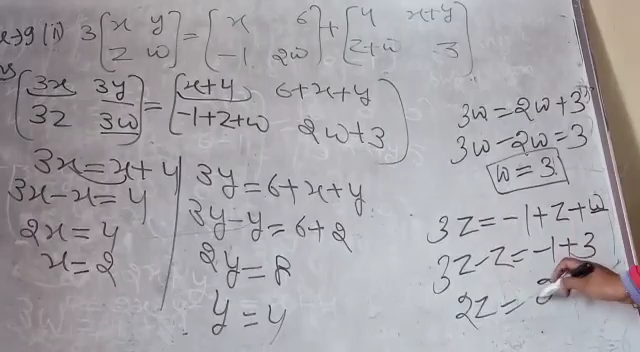 (ii) 3 [x y / z w] = [x 6 / -1 2w] + [4 x+y / z+w 3]
[3x 3y / 3z 3w] = [x+4 6+x+y / -1+z+w 2w+3]
3x = x+4
3x-x=4
2x=4
x=2
3y=6+x+y
3y-y=6+2
2y=8
y=4
3w=2w+3
3w-2w=3
w=3
3z=-1+z+w
3z-z=-1+3
2z=